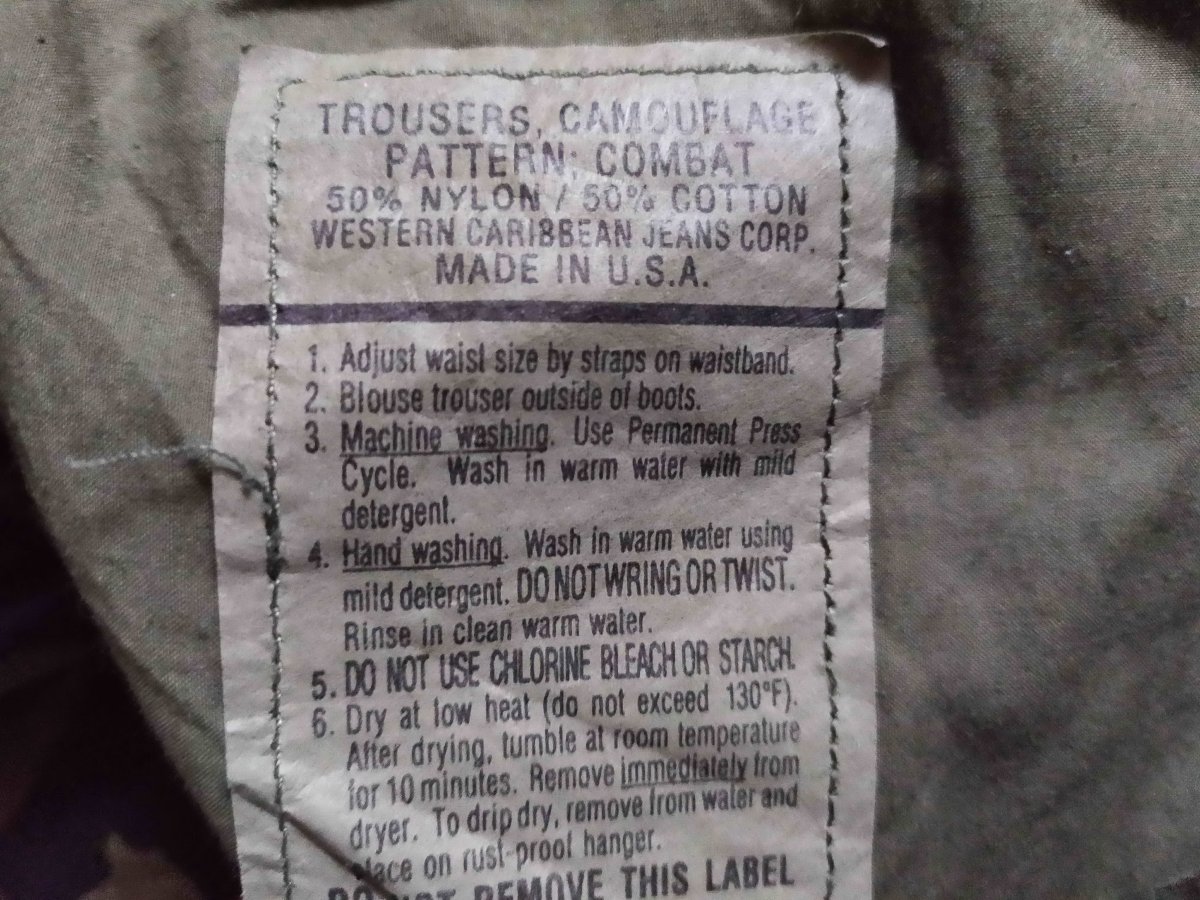 TROUSERS, CAMOUFLAGE
PATTERN: COMBAT
50% NYLON / 50% COTTON
WESTERN CARIBBEAN JEANS CORP.
MADE IN U.S.A.
1. Adjust waist size by straps on waistband.
2. Blouse trouser outside of boots.
3. Machine washing. Use Permanent Press
Cycle. Wash in warm water with mild
detergent.
4. Hand washing. Wash in warm water using
mild detergent. DO NOT WRING OR TWIST.
Rinse in clean warm water.
5. DO NOT USE CHLORINE BLEACH OR STARCH.
6. Dry at low heat (do not exceed 130°F).
After drying, tumble at room temperature
for 10 minutes. Remove immediately from
dryer. To drip dry, remove from water and
place on rust-proof hanger.
DO NOT REMOVE THIS LABEL